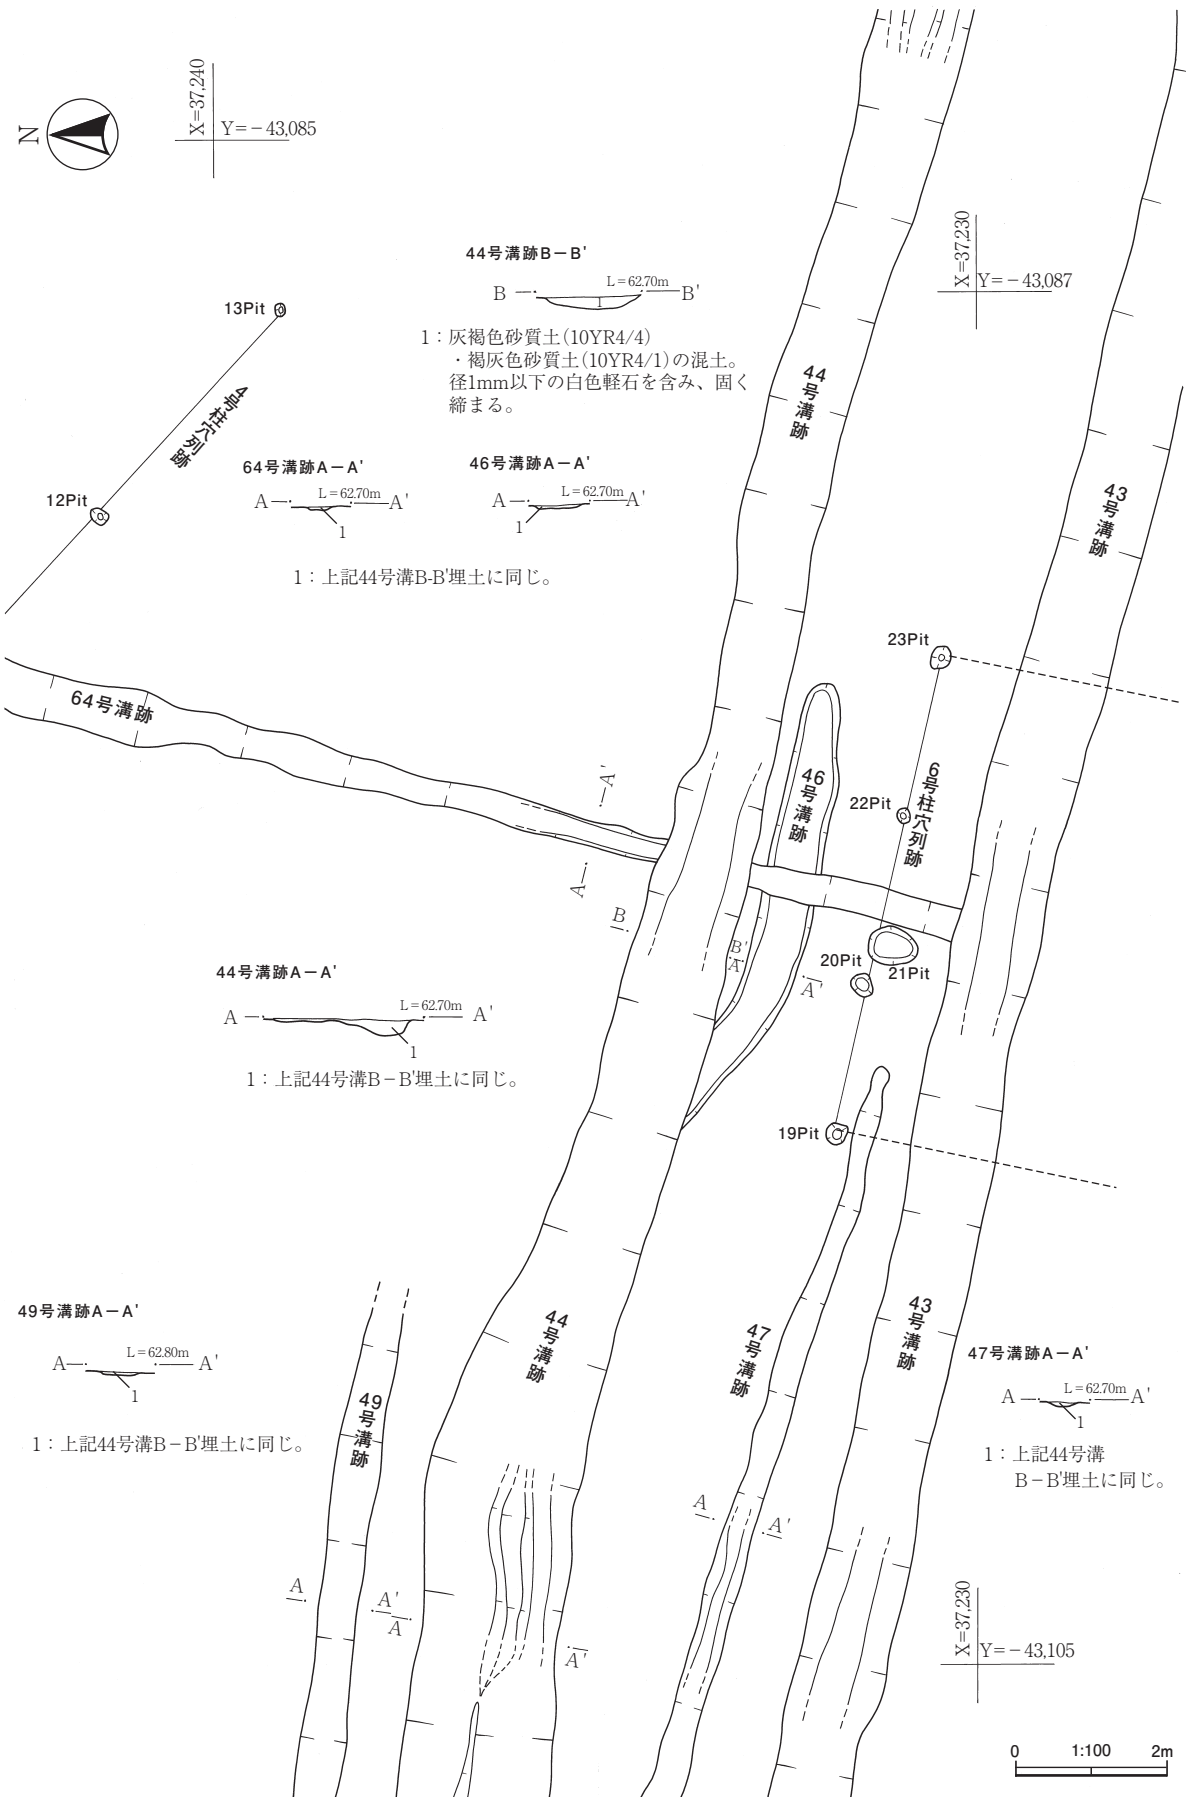 N
X=37,240
Y=－43,085
44号溝跡B－B'
B
L=62.70m
B'
1
1：灰褐色砂質土(10YR4/4)
・褐灰色砂質土(10YR4/1)の混土。
径1mm以下の白色軽石を含み、固く
締まる。
X=37,230
Y=－43,087
13Pit
4号柱穴列跡
12Pit
44号溝跡
43号溝跡
64号溝跡A－A'
A
L=62.70m
A'
1
46号溝跡A－A'
A
L=62.70m
A'
1
1：上記44号溝B-B'埋土に同じ。
23Pit
64号溝跡
46号溝跡
22Pit
6号柱穴列跡
A'
A
B
B'
A
A'
20Pit
21Pit
44号溝跡A－A'
A
L=62.70m
A'
1
1：上記44号溝B－B'埋土に同じ。
19Pit
49号溝跡A－A'
A
L=62.80m
A'
1
1：上記44号溝B－B'埋土に同じ。
49号溝跡
44号溝跡
47号溝跡
43号溝跡
47号溝跡A－A'
A
L=62.70m
A'
1
1：上記44号溝
B－B'埋土に同じ。
A
A'
A
A'
A
A'
X=37,230
Y=－43,105
0
1:100
2m